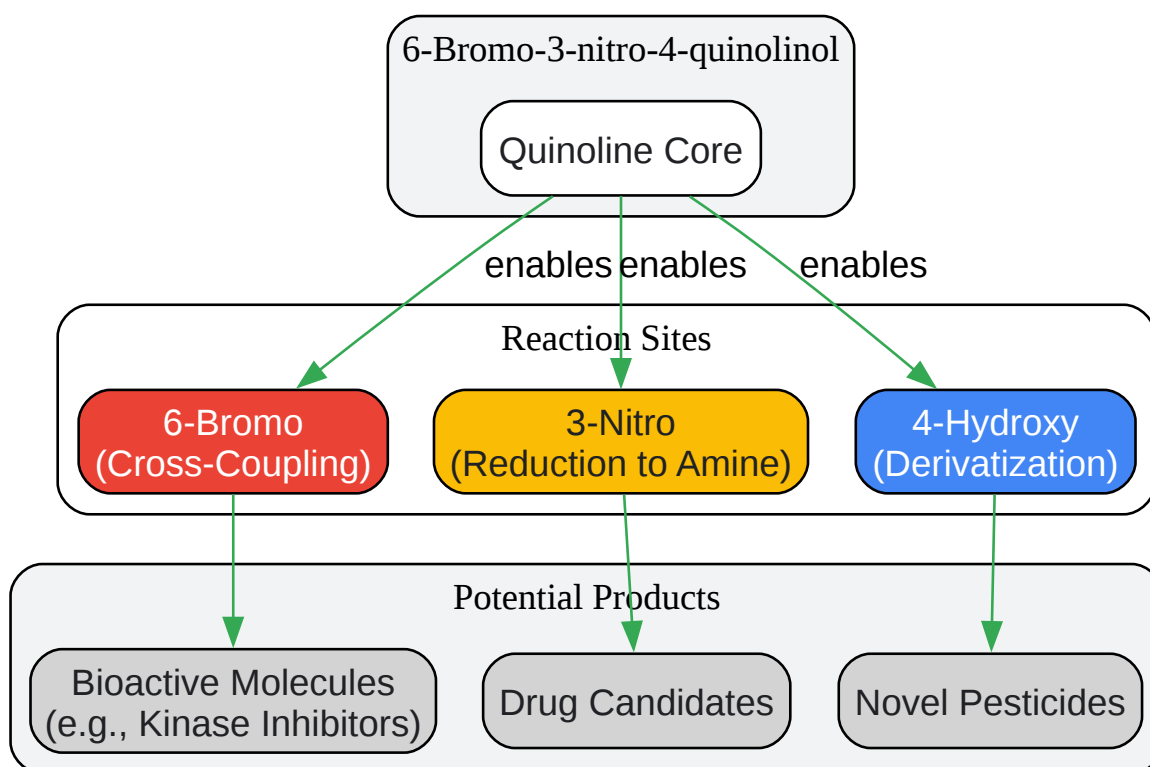 6-Bromo-3-nitro-4-quinolinol
Quinoline Core
enables enables enables
Reaction Sites
6-Bromo
(Cross-Coupling)
3-Nitro
(Reduction to Amine)
4-Hydroxy
(Derivatization)
Potential Products
Bioactive Molecules
(e.g., Kinase Inhibitors)
Drug Candidates
Novel Pesticides